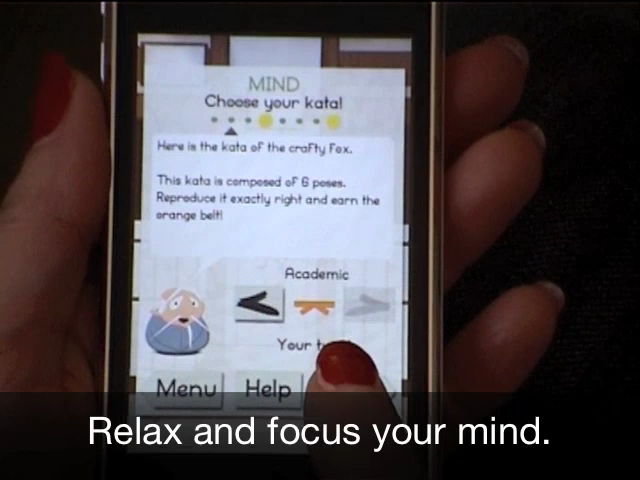 MIND
Choose your kata!
Here is the kata of the crafty Fox.
This kata is composed of 6 poses.
Reproduce it exactly right and earn the
orange belt!
Academic
Your
Menu
Help
Relax and focus your mind.